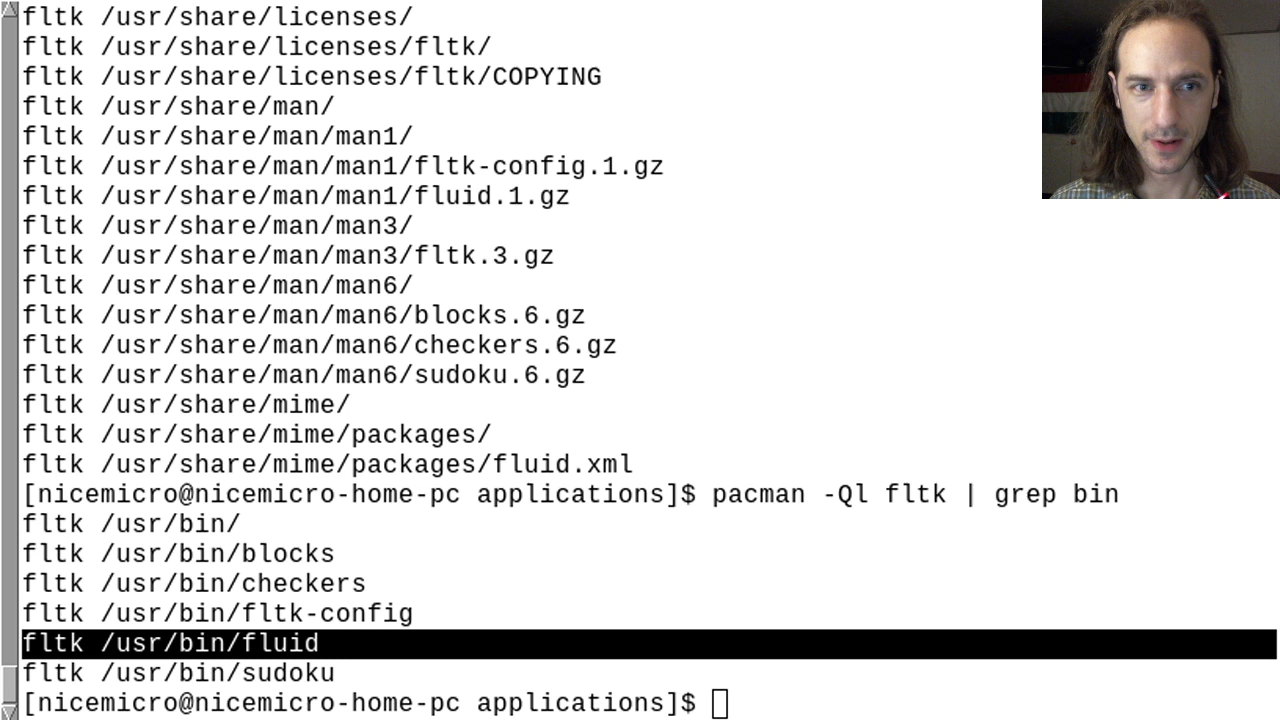 fltk /usr/share/licenses/
fltk /usr/share/licenses/fltk/
fltk /usr/share/licenses/fltk/COPYING
fltk /usr/share/man/
fltk /usr/share/man/man1/
fltk /usr/share/man/man1/fltk-config.1.gz
fltk /usr/share/man/man1/fluid.1.gz
fltk /usr/share/man/man3/
fltk /usr/share/man/man3/fltk.3.gz
fltk /usr/share/man/man6/
fltk /usr/share/man/man6/blocks.6.gz
fltk /usr/share/man/man6/checkers.6.gz
fltk /usr/share/man/man6/sudoku.6.gz
fltk /usr/share/mime/
fltk /usr/share/mime/packages/
fltk /usr/share/mime/packages/fluid.xml
[nicemicro@nicemicro-home-pc applications]$ pacman -Ql fltk | grep bin
fltk /usr/bin/
fltk /usr/bin/blocks
fltk /usr/bin/checkers
fltk /usr/bin/fltk-config
fltk /usr/bin/fluid
fltk /usr/bin/sudoku
[nicemicro@nicemicro-home-pc applications]$